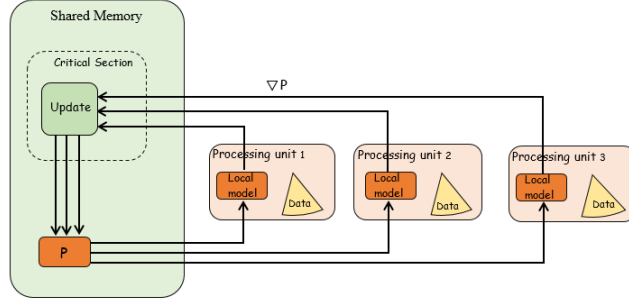 Shared Memory
Critical Section
Update
▽P
Processing unit 1
Processing unit 2
Processing unit 3
Local
model
Data
Local
model
Data
Local
model
Data
P